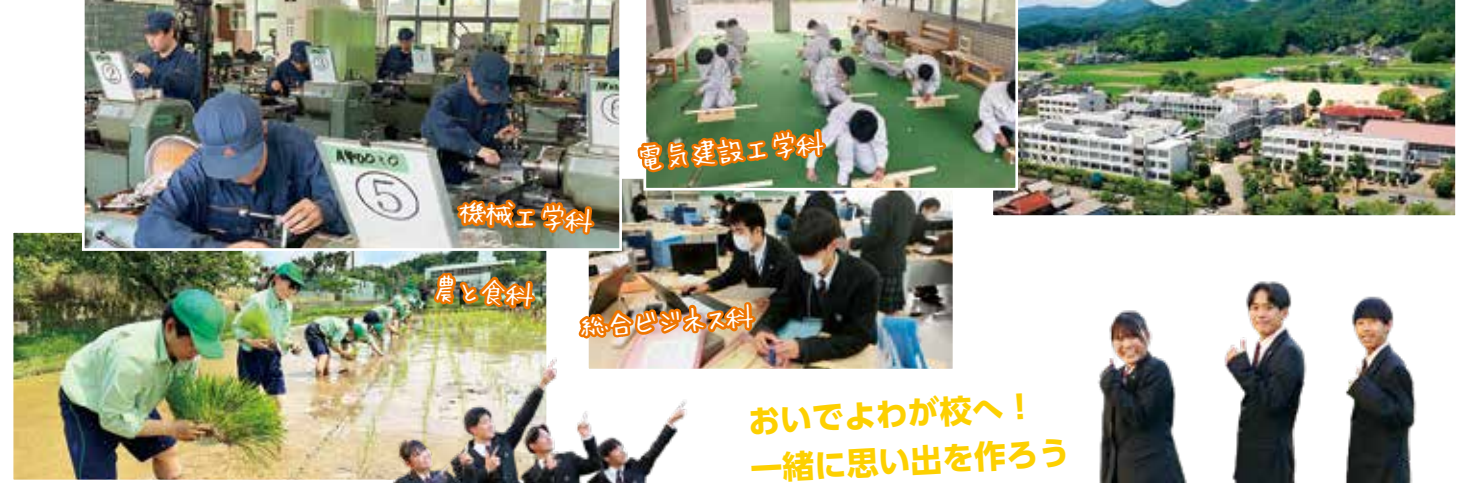 ②
③
⑤
機械工学科
電気建設工学科
農と食科
総合ビジネス科
おいでよわが校へ！
一緒に思い出を作ろう